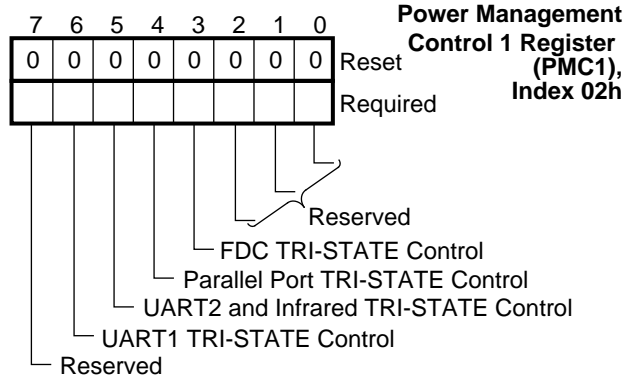 Power Management
Control 1 Register
(PMC1),
Index 02h
7 6 5 4 3 2 1 0
0 0 0 0 0 0 0 0 Reset
Required
Reserved
FDC TRI-STATE Control
Parallel Port TRI-STATE Control
UART2 and Infrared TRI-STATE Control
UART1 TRI-STATE Control
Reserved